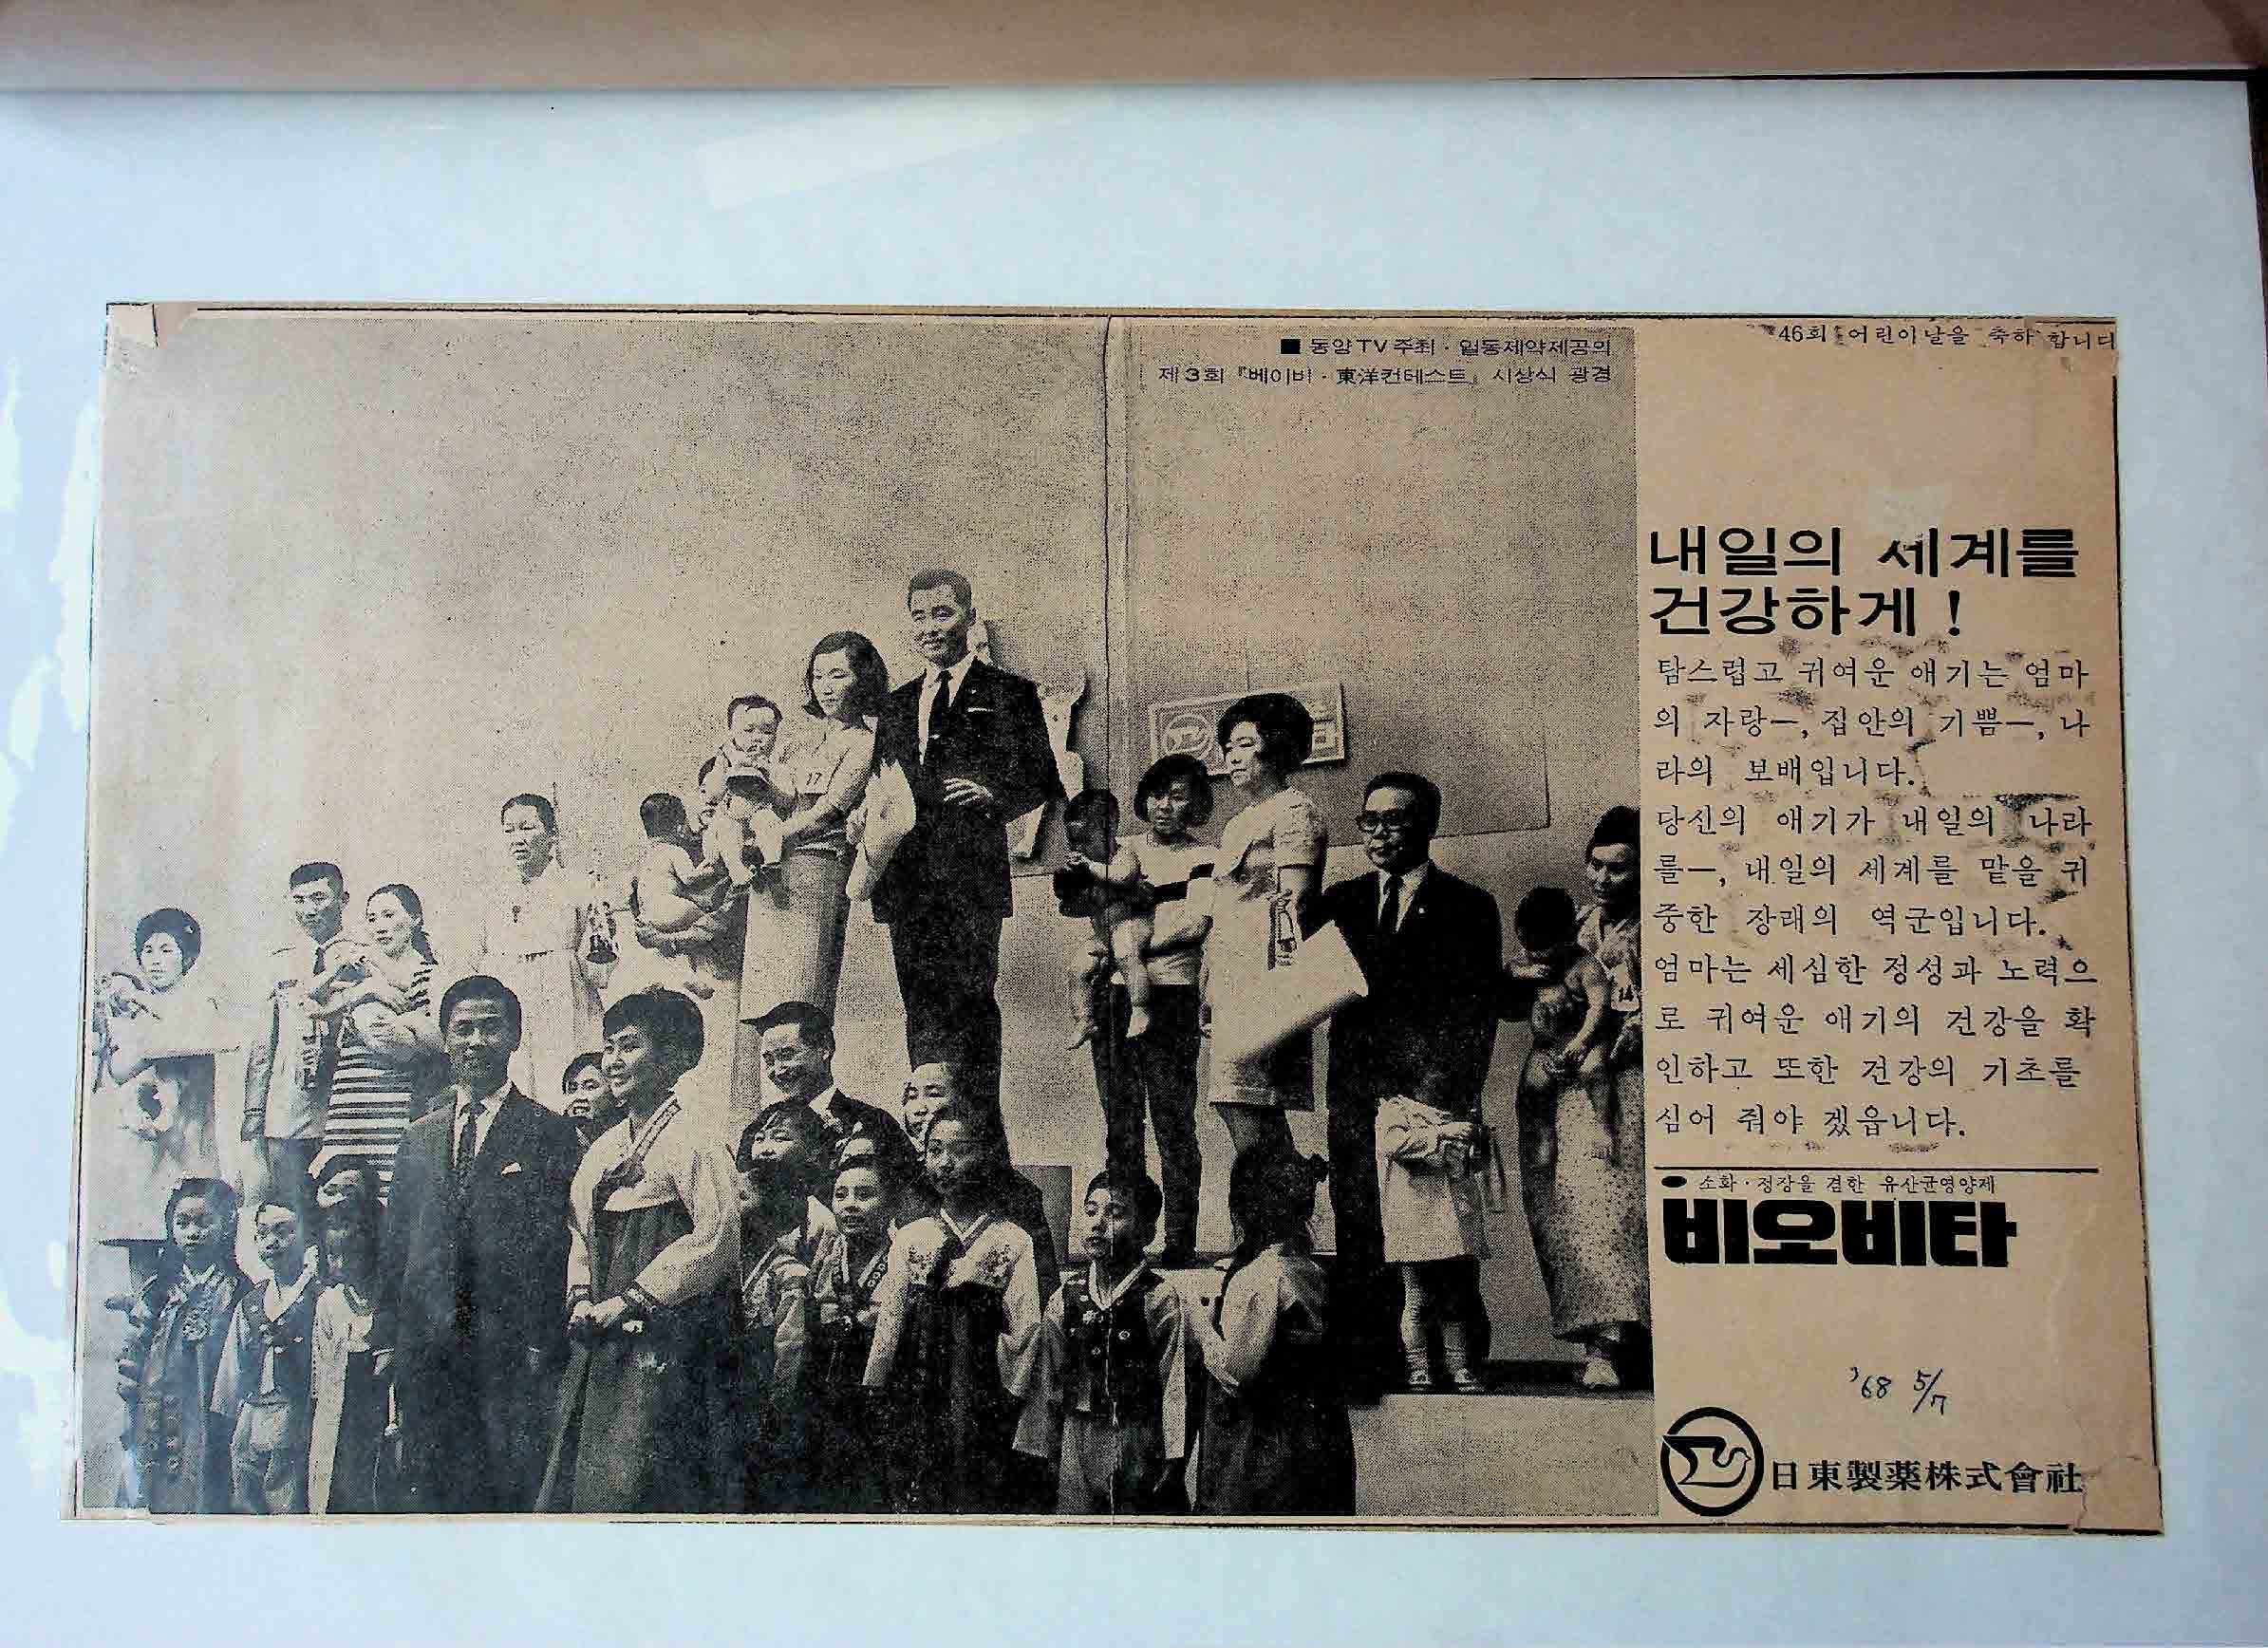 ■ 동양TV주최 · 일동제약제공의
제3회 『베이비 · 東洋컨테스트』 시상식 광경
46회 어린이날을 축하 합니다
내일의 세계를
건강하게 !
탐스럽고 귀여운 애기는 엄마
의 자랑—, 집안의 기쁨—, 나
라의 보배입니다.
당신의 애기가 내일의 나라
를—, 내일의 세계를 맡을 귀
중한 장래의 역군입니다.
엄마는 세심한 정성과 노력으
로 귀여운 애기의 건강을 확
인하고 또한 건강의 기초를
심어 줘야 겠읍니다.
● 소화 · 정장을 겸한 유산균영양제
비오비타
'68 5/7
日東製薬株式會社
17
14